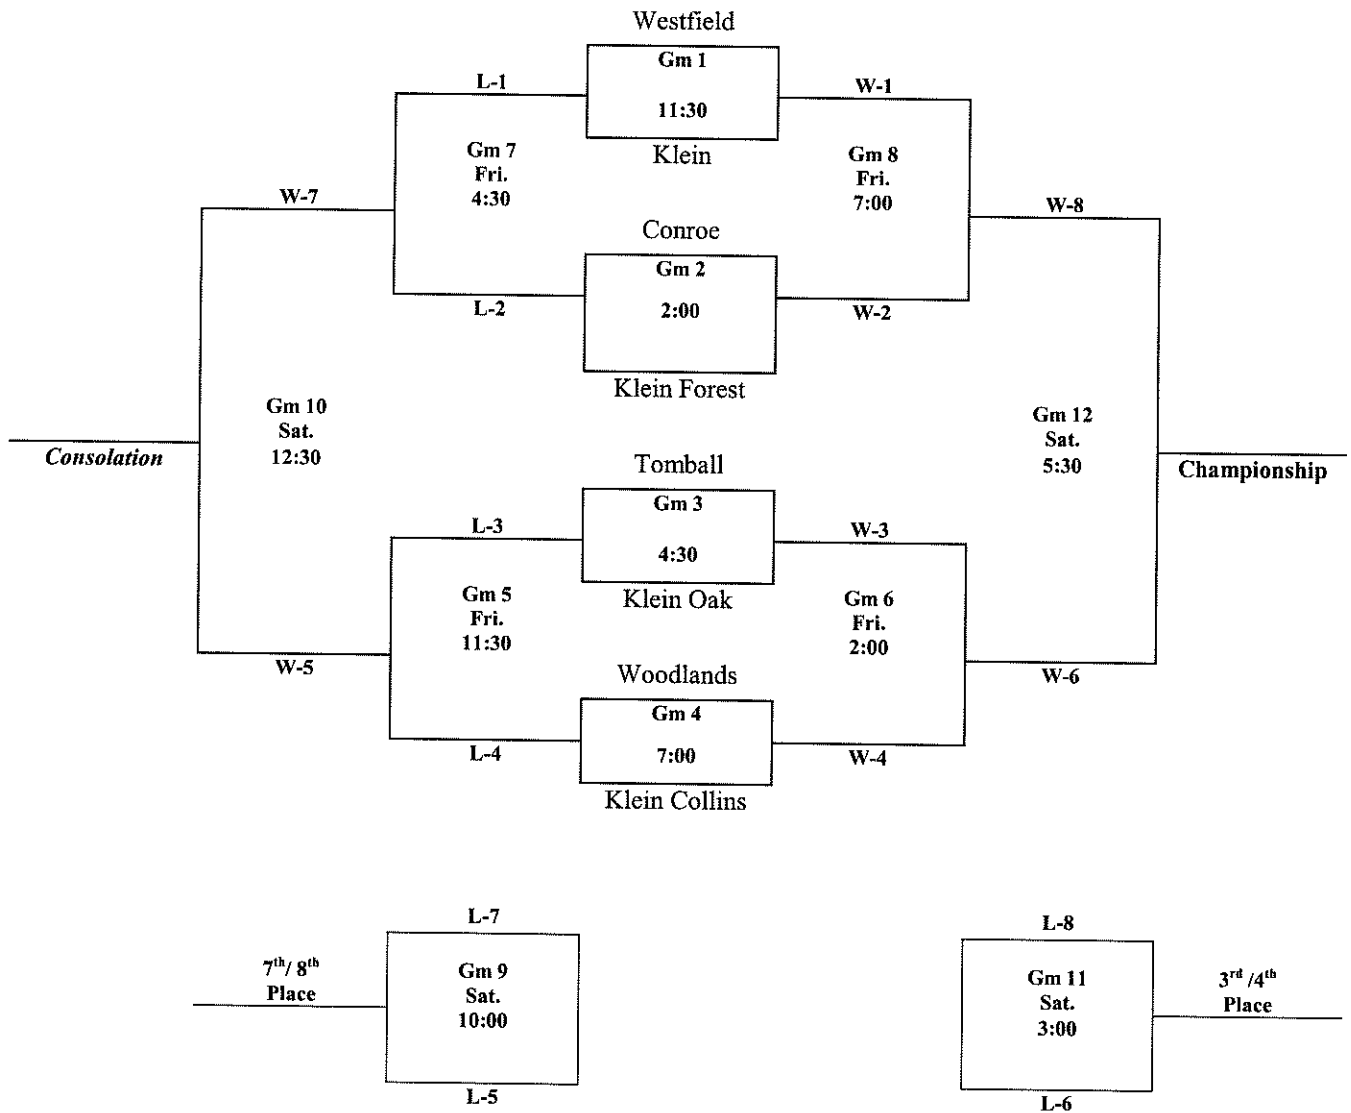 Westfield
Gm 1
L-1
W-1
11:30
Klein
Gm 7
Fri.
4:30
Gm 8
Fri.
7:00
W-7
W-8
Conroe
Gm 2
L-2
2:00
W-2
Klein Forest
Gm 10
Sat.
12:30
Gm 12
Sat.
5:30
Consolation
Championship
Tomball
Gm 3
L-3
W-3
4:30
Klein Oak
Gm 5
Fri.
11:30
Gm 6
Fri.
2:00
W-5
W-6
Woodlands
Gm 4
L-4
7:00
W-4
Klein Collins
L-7
7th/ 8th
Place
Gm 9
Sat.
10:00
L-5
L-8
Gm 11
Sat.
3:00
3rd /4th
Place
L-6